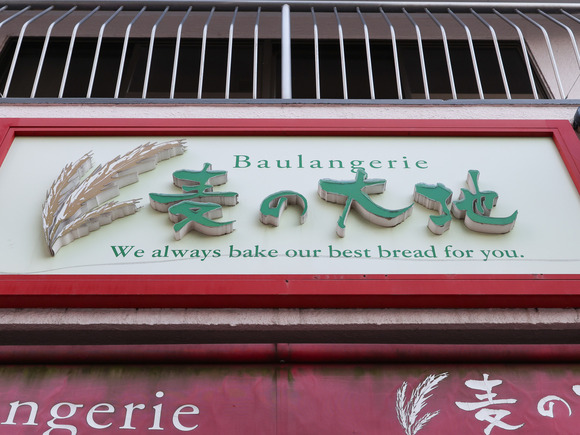 Baulangerie
麦の大地
We always bake our best bread for you.
angerie 麦の